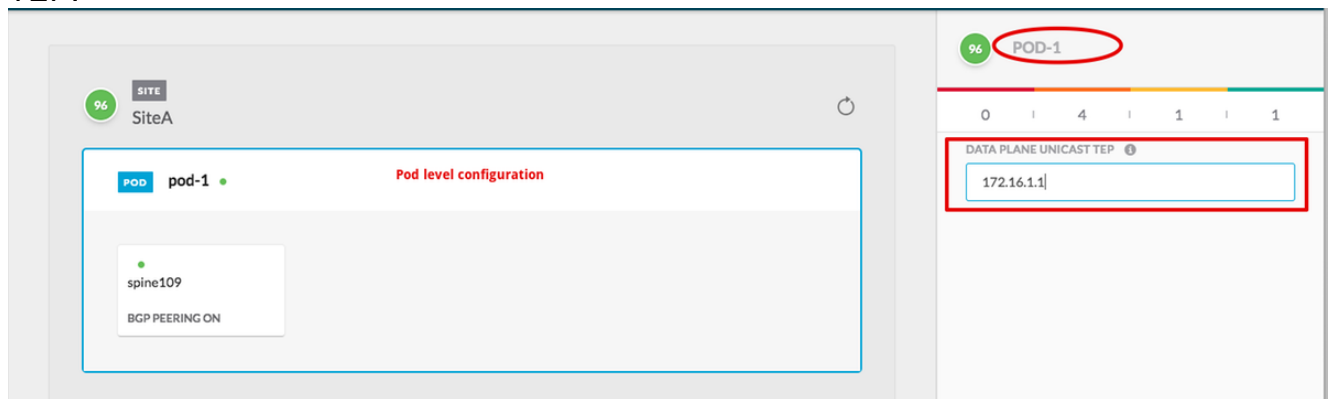 96
SITE
SiteA
POD pod-1
Pod level configuration
spine109
BGP PEERING ON
96 POD-1
0 4 1 1
DATA PLANE UNICAST TEP
172.16.1.1